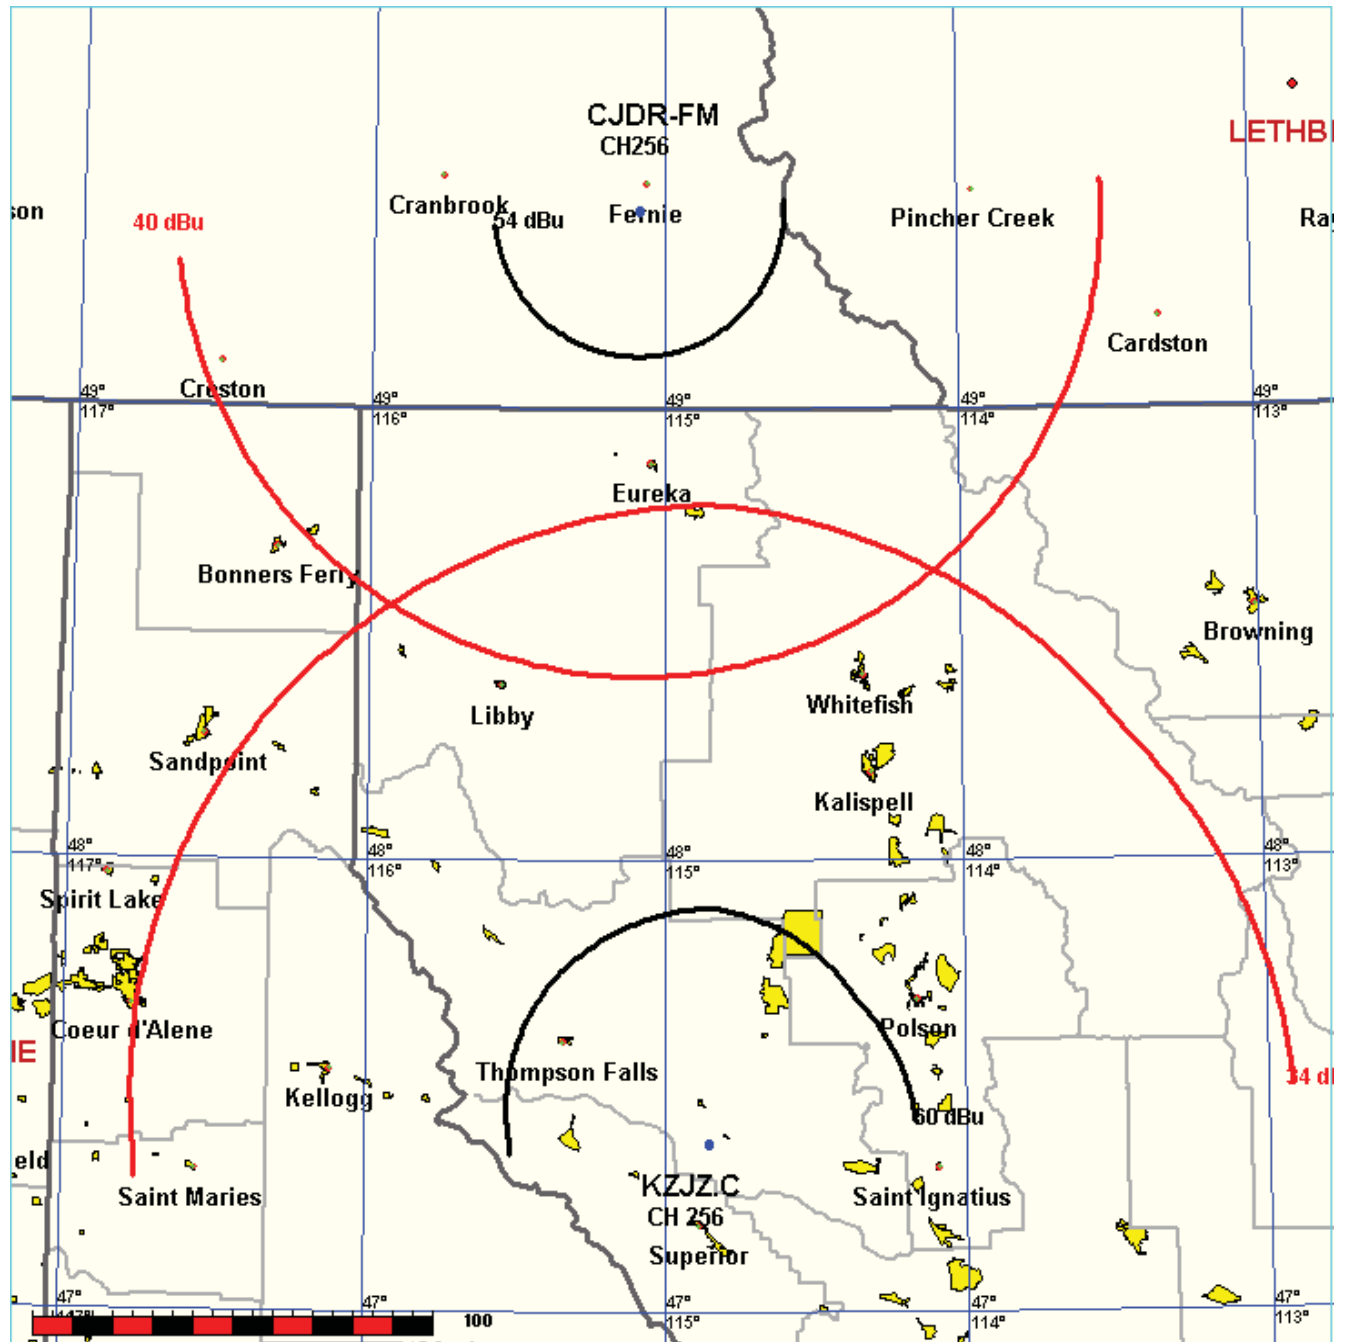 CJDR-FM
CH256
LETHB
Cranbrook
54 dBu
Fernie
Pincher Creek
son
40 dBu
Cardston
Creston
49°
117°
49°
116°
49°
115°
49°
114°
49°
113°
Eureka
Bonners Ferry
Browning
Libby
Whitefish
Sandpoint
Kalispell
48°
117°
48°
116°
48°
115°
48°
114°
48°
113°
Spirit Lake
Coeur d'Alene
Polson
IE
Thompson Falls
Kellogg
60 dBu
eld
Saint Maries
KZJZ.C
CH 256
Saint Ignatius
Superior
47°
47°
47°
115°
47°
114°
47°
113°
100